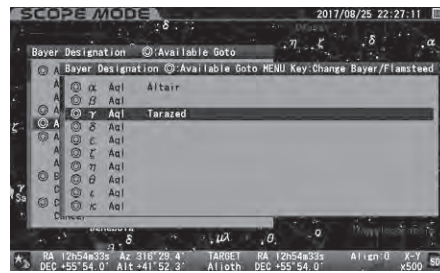 SCOPE MODE 2017/08/25 22:27:11
δ
η ζ δ α
Bayer Designation ◎:Available Goto
Bayer Designation ◎:Available Goto MENU Key:Change Bayer/Flamsteed
◎ α Aql Altair
◎ β Aql
◎ γ Aql Tarazed
◎ δ Aql
◎ ε Aql
◎ ζ Aql
◎ η Aql
◎ θ Aql
◎ ι Aql
◎ κ Aql
Cancel
Denebola
δ μλ θ
RA 12h54m33s Az 316°29.4' TARGET RA 12h54m33s Align:0 X-Y
DEC +55°54.0' Alt +41°52.3' Alioth DEC +55°54.0' x500 SD